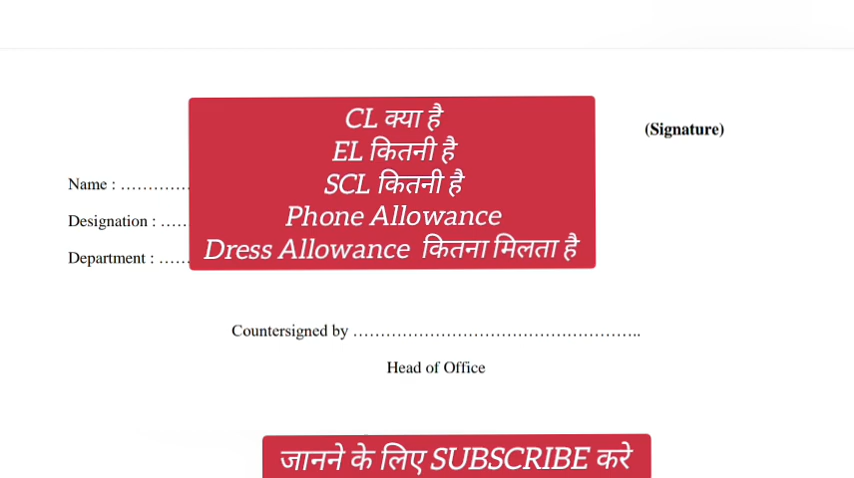 CL क्या है
EL कितनी है
SCL कितनी है
Phone Allowance
Dress Allowance कितना मिलता है
(Signature)
Name : .............
Designation : .....
Department : ......
Countersigned by .....................................................
Head of Office
जानने के लिए SUBSCRIBE करे